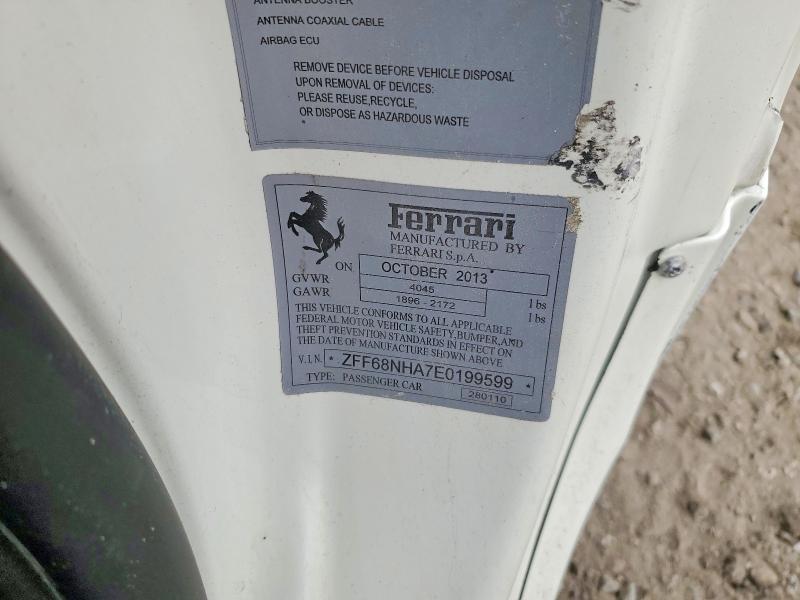 ANTENNA BOOSTER
ANTENNA COAXIAL CABLE
AIRBAG ECU
REMOVE DEVICE BEFORE VEHICLE DISPOSAL
UPON REMOVAL OF DEVICES:
PLEASE REUSE,RECYCLE,
OR DISPOSE AS HAZARDOUS WASTE
Ferrari
MANUFACTURED BY
FERRARI S.p.A.
ON OCTOBER 2013
GVWR 4045 lbs
GAWR 1896 - 2172 lbs
THIS VEHICLE CONFORMS TO ALL APPLICABLE
FEDERAL MOTOR VEHICLE SAFETY, BUMPER, AND
THEFT PREVENTION STANDARDS IN EFFECT ON
THE DATE OF MANUFACTURE SHOWN ABOVE
V.I.N. * ZFF68NHA7E0199599 *
TYPE: PASSENGER CAR 280110